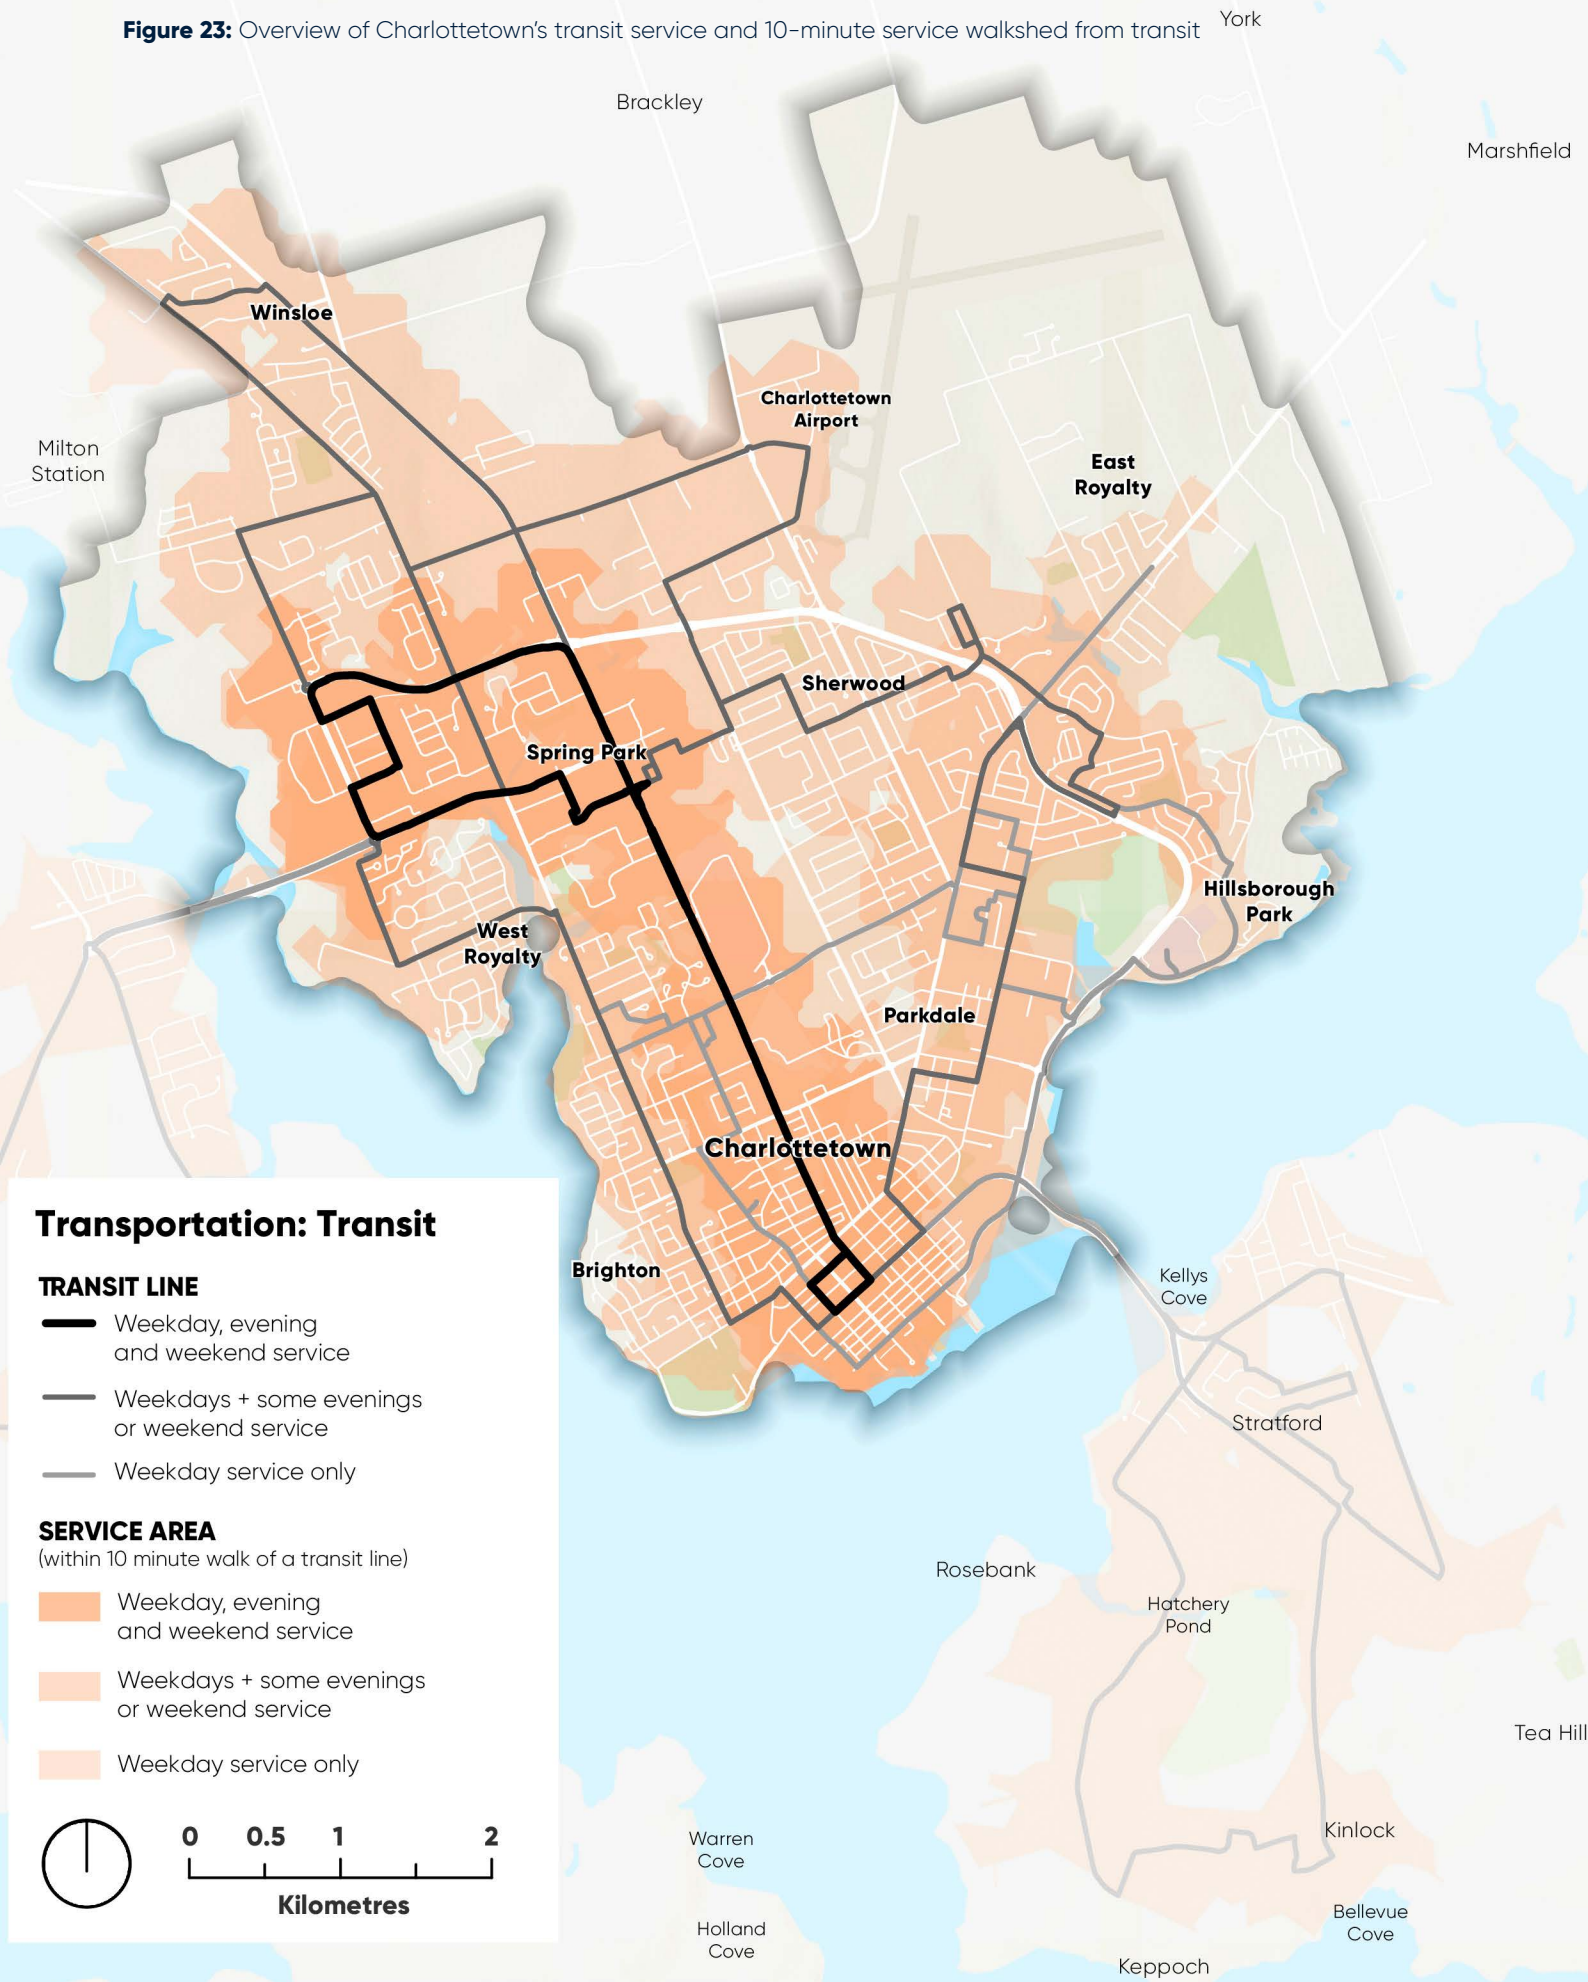 Figure 23: Overview of Charlottetown's transit service and 10-minute service walkshed from transit
York
Brackley
Marshfield
Winsloe
Charlottetown
Airport
Milton
Station
East
Royalty
Sherwood
Spring Park
Hillsborough
Park
West
Royalty
Parkdale
Charlottetown
Brighton
Kellys
Cove
Stratford
Rosebank
Hatchery
Pond
Tea Hill
Kinlock
Warren
Cove
Bellevue
Cove
Holland
Cove
Keppoch
Transportation: Transit
TRANSIT LINE
Weekday, evening
and weekend service
Weekdays + some evenings
or weekend service
Weekday service only
SERVICE AREA
(within 10 minute walk of a transit line)
Weekday, evening
and weekend service
Weekdays + some evenings
or weekend service
Weekday service only
0 0.5 1 2
Kilometres